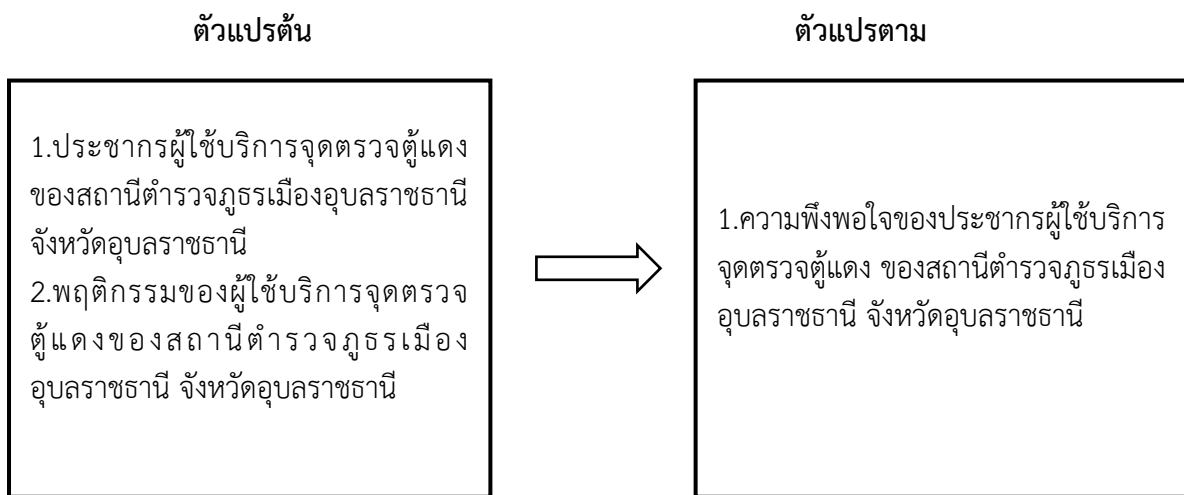 ตัวแปรต้น
ตัวแปรตาม
1.ประชากรผู้ใช้บริการจุดตรวจตู้แดง
ของสถานีตำรวจภูธรเมืองอุบลราชธานี
จังหวัดอุบลราชธานี
2.พฤติกรรมของผู้ใช้บริการจุดตรวจ
ตู้แดงของสถานีตำรวจภูธรเมือง
อุบลราชธานี จังหวัดอุบลราชธานี
1.ความพึงพอใจของประชากรผู้ใช้บริการ
จุดตรวจตู้แดง ของสถานีตำรวจภูธรเมือง
อุบลราชธานี จังหวัดอุบลราชธานี